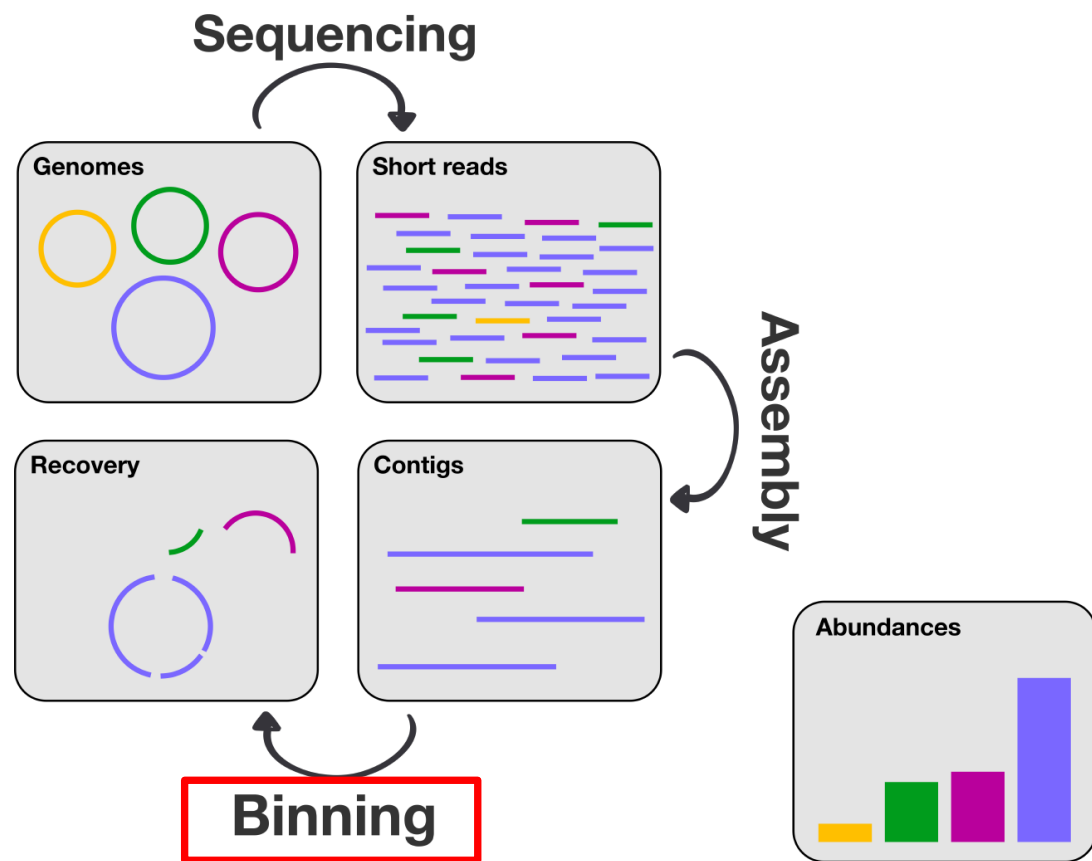 Sequencing
Genomes
Short reads
Assembly
Recovery
Contigs
Abundances
Binning